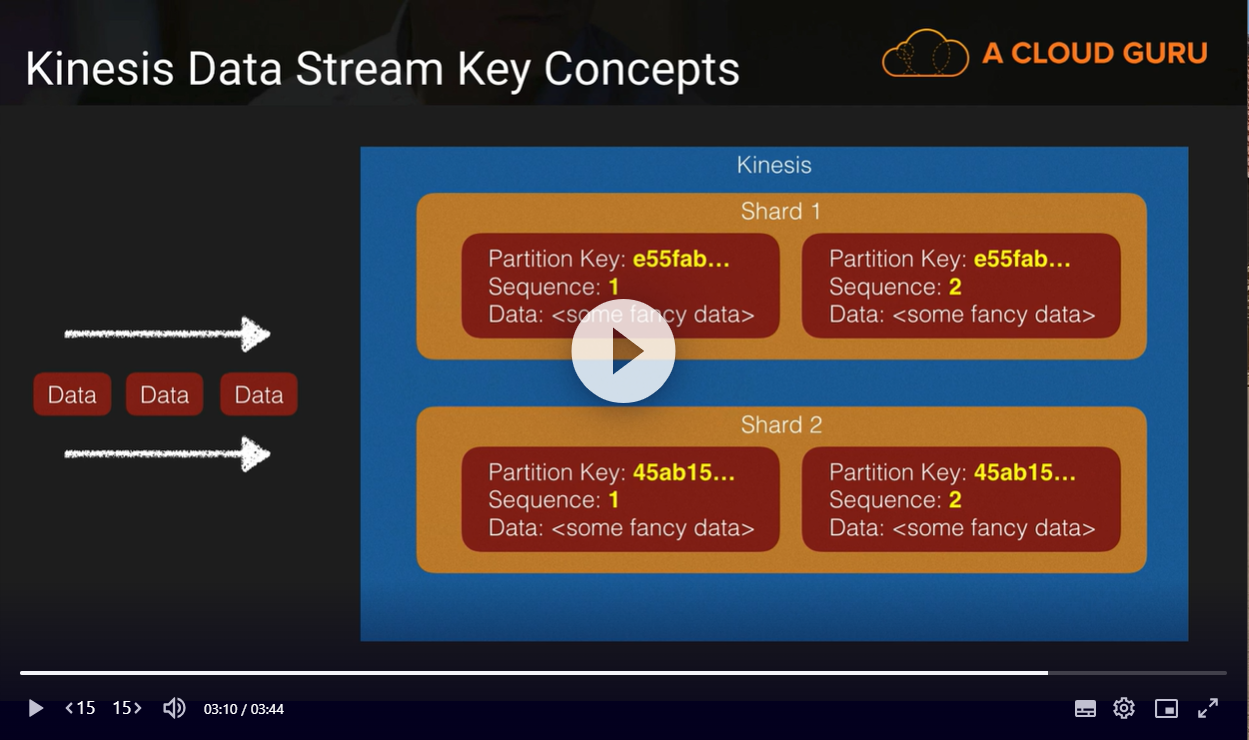 Kinesis Data Stream Key Concepts
A CLOUD GURU
Kinesis
Shard 1
Partition Key: e55fab...
Sequence: 1
Data: <some fancy data>
Partition Key: e55fab...
Sequence: 2
Data: <some fancy data>
Data
Data
Data
Shard 2
Partition Key: 45ab15...
Sequence: 1
Data: <some fancy data>
Partition Key: 45ab15...
Sequence: 2
Data: <some fancy data>
<15
15>
03:10 / 03:44